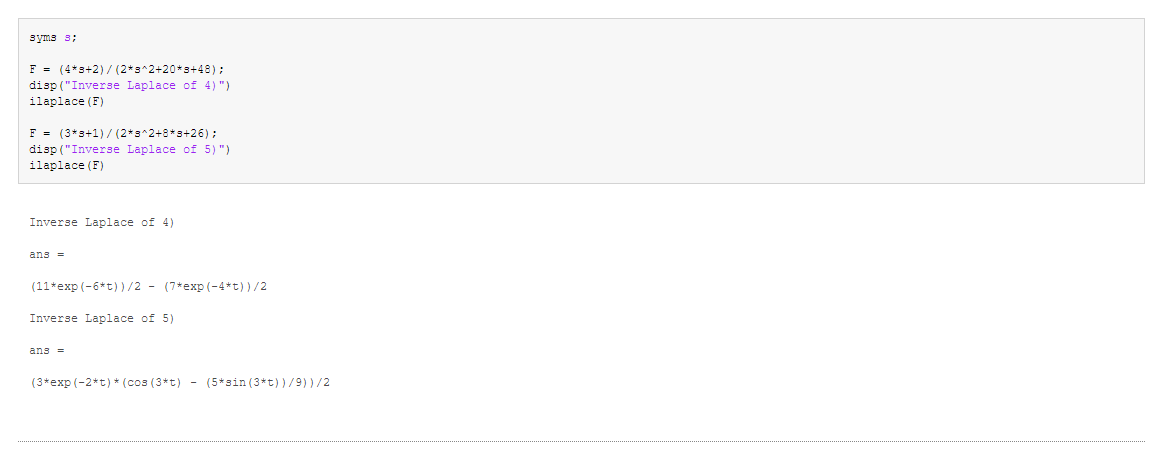 syms s;
F = (4*s+2)/(2*s^2+20*s+48);
disp("Inverse Laplace of 4)")
ilaplace(F)
F = (3*s+1)/(2*s^2+8*s+26);
disp("Inverse Laplace of 5)")
ilaplace(F)
Inverse Laplace of 4)
ans =
(11*exp(-6*t))/2 - (7*exp(-4*t))/2
Inverse Laplace of 5)
ans =
(3*exp(-2*t)*(cos(3*t) - (5*sin(3*t))/9))/2